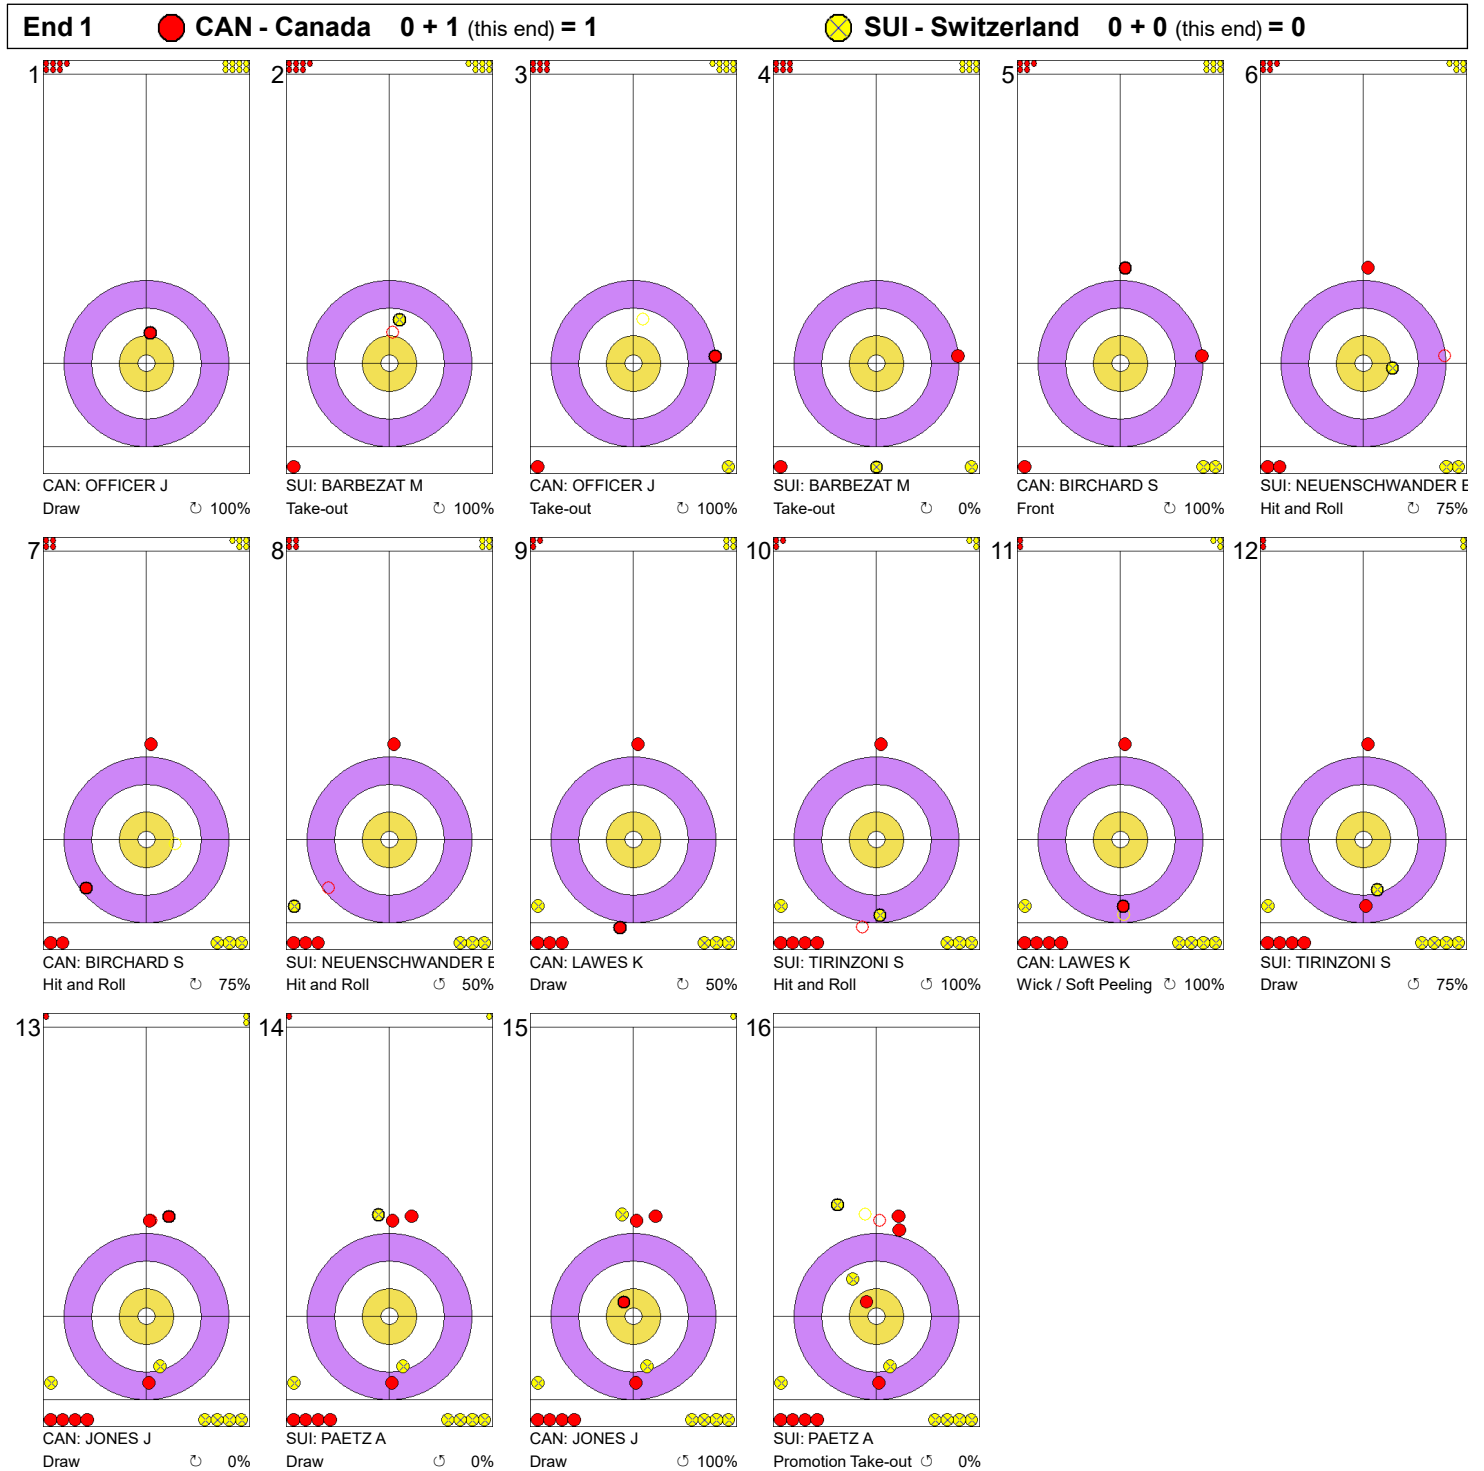 End 1 CAN - Canada 0 + 1 (this end) = 1 SUI - Switzerland 0 + 0 (this end) = 0
1 2 3 4 5 6
CAN: OFFICER J SUI: BARBEZAT M CAN: OFFICER J SUI: BARBEZAT M CAN: BIRCHARD S SUI: NEUENSCHWANDER E
Draw ↻ 100% Take-out ↻ 100% Take-out ↻ 100% Take-out ↻ 0% Front ↻ 100% Hit and Roll ↻ 75%
7 8 9 10 11 12
CAN: BIRCHARD S SUI: NEUENSCHWANDER E CAN: LAWES K SUI: TIRINZONI S CAN: LAWES K SUI: TIRINZONI S
Hit and Roll ↻ 75% Hit and Roll ↺ 50% Draw ↻ 50% Hit and Roll ↺ 100% Wick / Soft Peeling ↻ 100% Draw ↺ 75%
13 14 15 16
CAN: JONES J SUI: PAETZ A CAN: JONES J SUI: PAETZ A
Draw ↻ 0% Draw ↺ 0% Draw ↺ 100% Promotion Take-out ↺ 0%